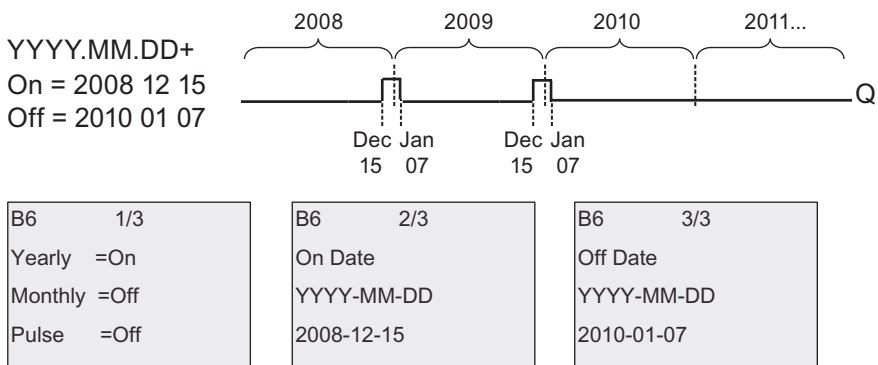 2008 2009 2010 2011...
YYYY.MM.DD+
On = 2008 12 15
Off = 2010 01 07
Q
Dec Jan Dec Jan
15 07 15 07
B6 1/3
Yearly =On
Monthly =Off
Pulse =Off
B6 2/3
On Date
YYYY-MM-DD
2008-12-15
B6 3/3
Off Date
YYYY-MM-DD
2010-01-07